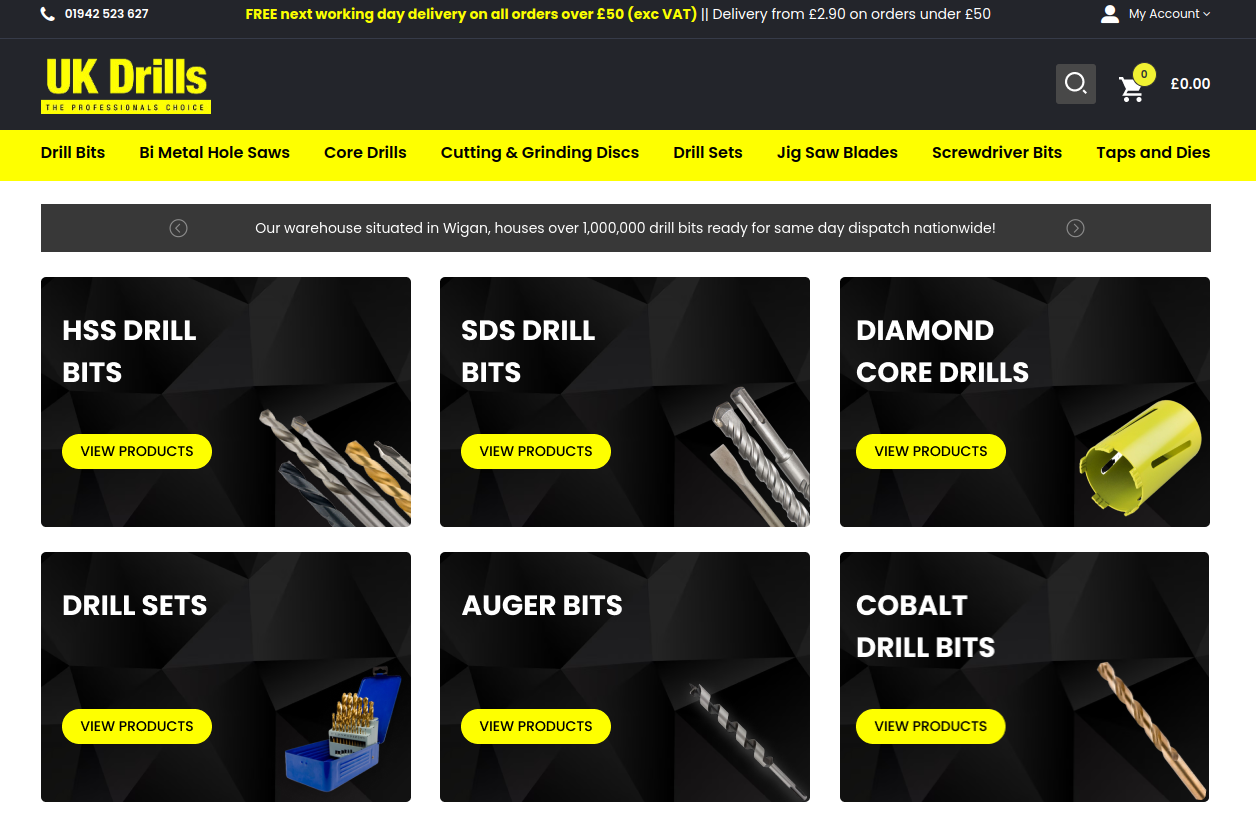 01942 523 627
FREE next working day delivery on all orders over £50 (exc VAT) || Delivery from £2.90 on orders under £50
My Account
UK Drills
THE PROFESSIONALS CHOICE
0
£0.00
Drill Bits
Bi Metal Hole Saws
Core Drills
Cutting & Grinding Discs
Drill Sets
Jig Saw Blades
Screwdriver Bits
Taps and Dies
Our warehouse situated in Wigan, houses over 1,000,000 drill bits ready for same day dispatch nationwide!
HSS DRILL
BITS
VIEW PRODUCTS
SDS DRILL
BITS
VIEW PRODUCTS
DIAMOND
CORE DRILLS
VIEW PRODUCTS
DRILL SETS
VIEW PRODUCTS
AUGER BITS
VIEW PRODUCTS
COBALT
DRILL BITS
VIEW PRODUCTS